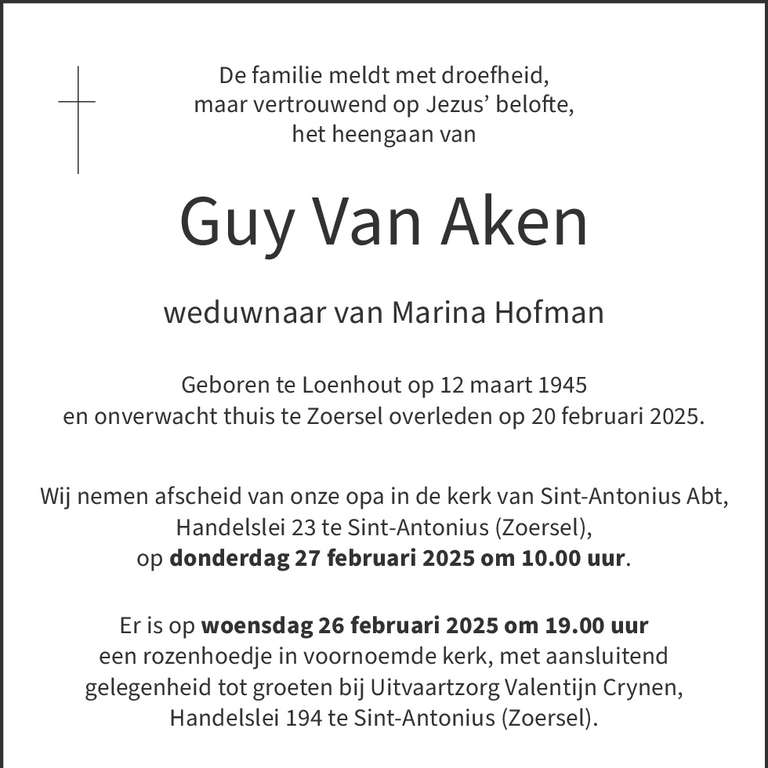 De familie meldt met droefheid,
maar vertrouwend op Jezus’ belofte,
het heengaan van
Guy Van Aken
weduwnaar van Marina Hofman
Geboren te Loenhout op 12 maart 1945
en onverwacht thuis te Zoersel overleden op 20 februari 2025.
Wij nemen afscheid van onze opa in de kerk van Sint-Antonius Abt,
Handelslei 23 te Sint-Antonius (Zoersel),
op donderdag 27 februari 2025 om 10.00 uur.
Er is op woensdag 26 februari 2025 om 19.00 uur
een rozenhoedje in voornoemde kerk, met aansluitend
gelegenheid tot groeten bij Uitvaartzorg Valentijn Crynen,
Handelslei 194 te Sint-Antonius (Zoersel).